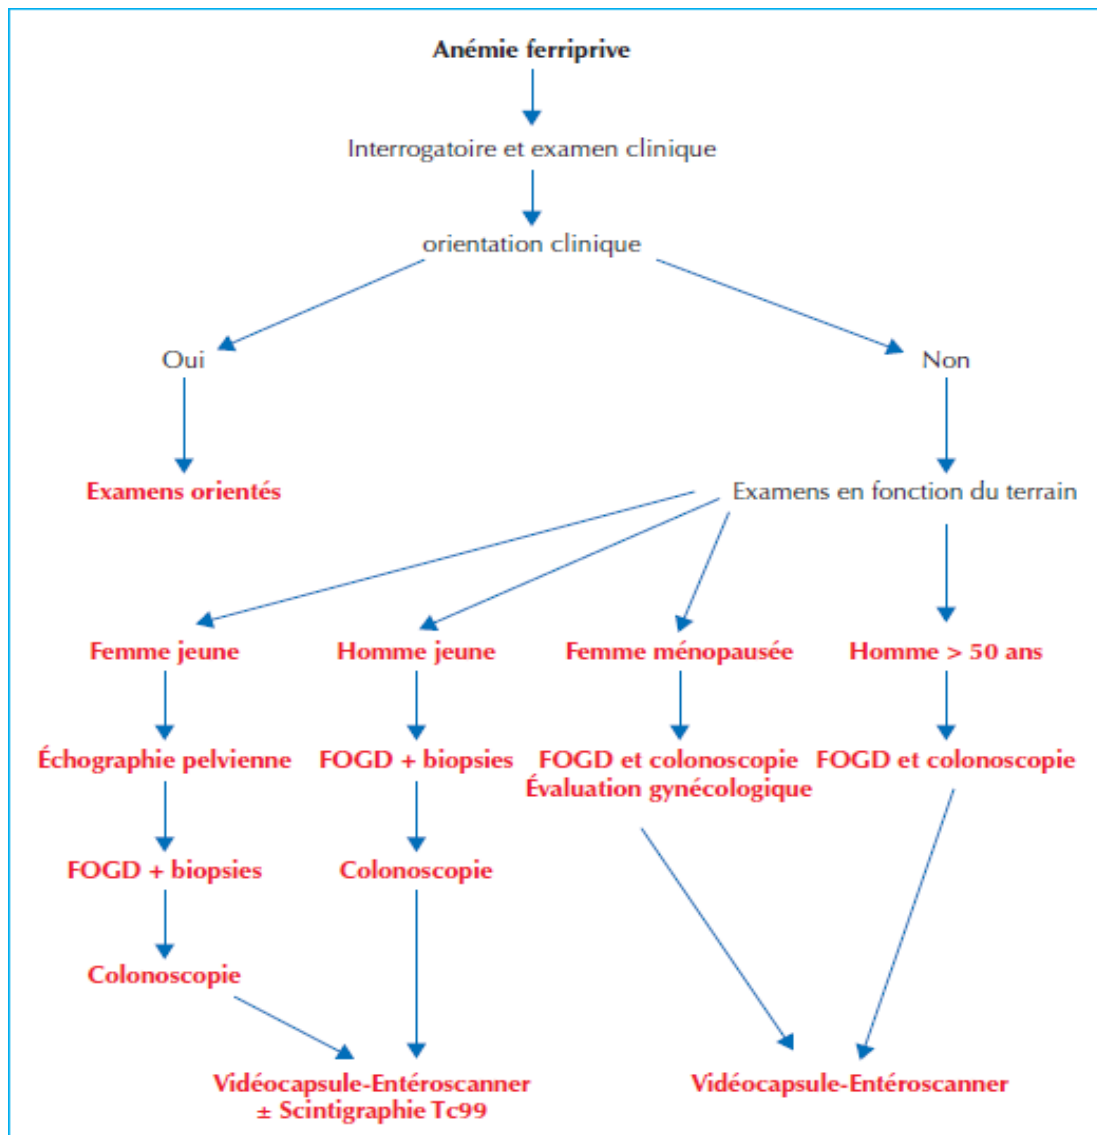 Anémie ferriprive
Interrogatoire et examen clinique
orientation clinique
Oui
Non
Examens orientés
Examens en fonction du terrain
Femme jeune
Homme jeune
Femme ménopausée
Homme > 50 ans
Échographie pelvienne
FOGD + biopsies
FOGD et colonoscopie
Évaluation gynécologique
FOGD et colonoscopie
FOGD + biopsies
Colonoscopie
Colonoscopie
Vidéocapsule-Entéroscanner
± Scintigraphie Tc99
Vidéocapsule-Entéroscanner